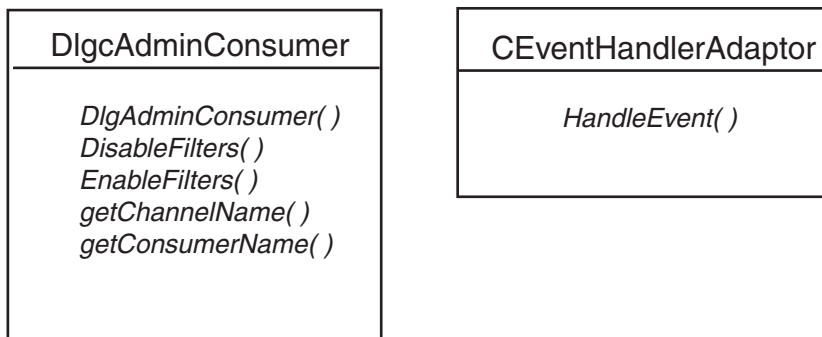 DlgcAdminConsumer
DlgAdminConsumer( )
DisableFilters( )
EnableFilters( )
getChannelName( )
getConsumerName( )
CEventHandlerAdaptor
HandleEvent( )